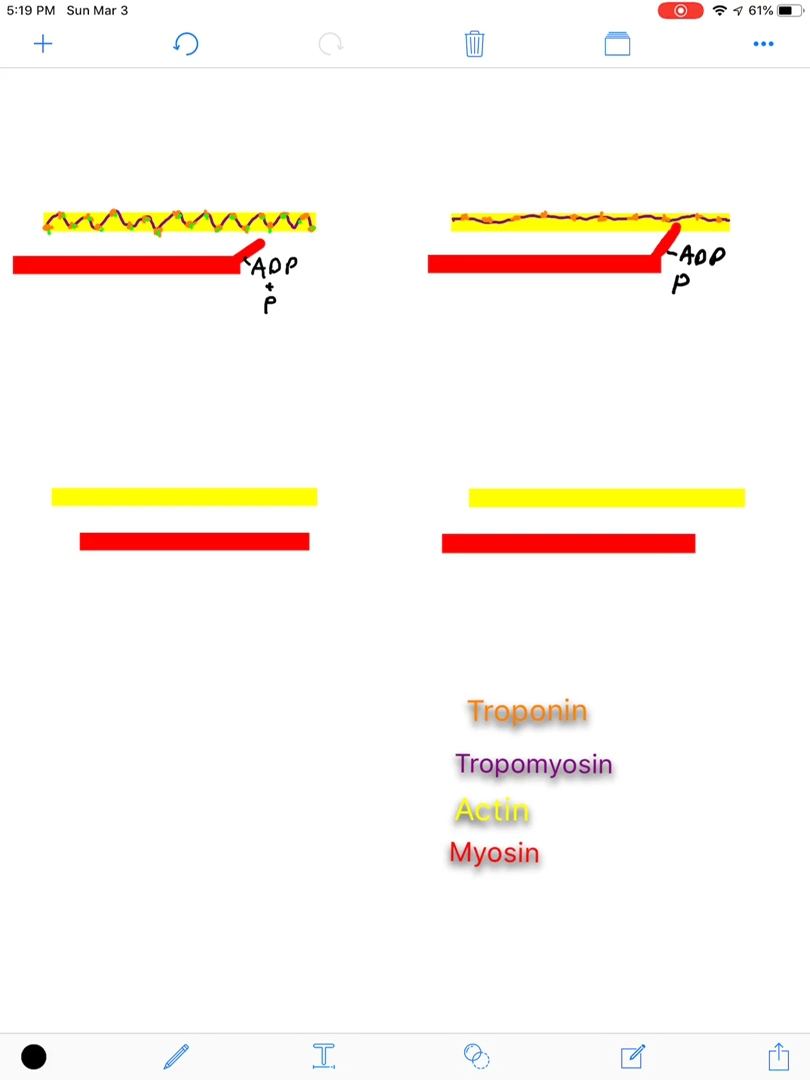 5:19 PM Sun Mar 3
61%
ADP
+
P
-ADP
P
Troponin
Tropomyosin
Actin
Myosin
T